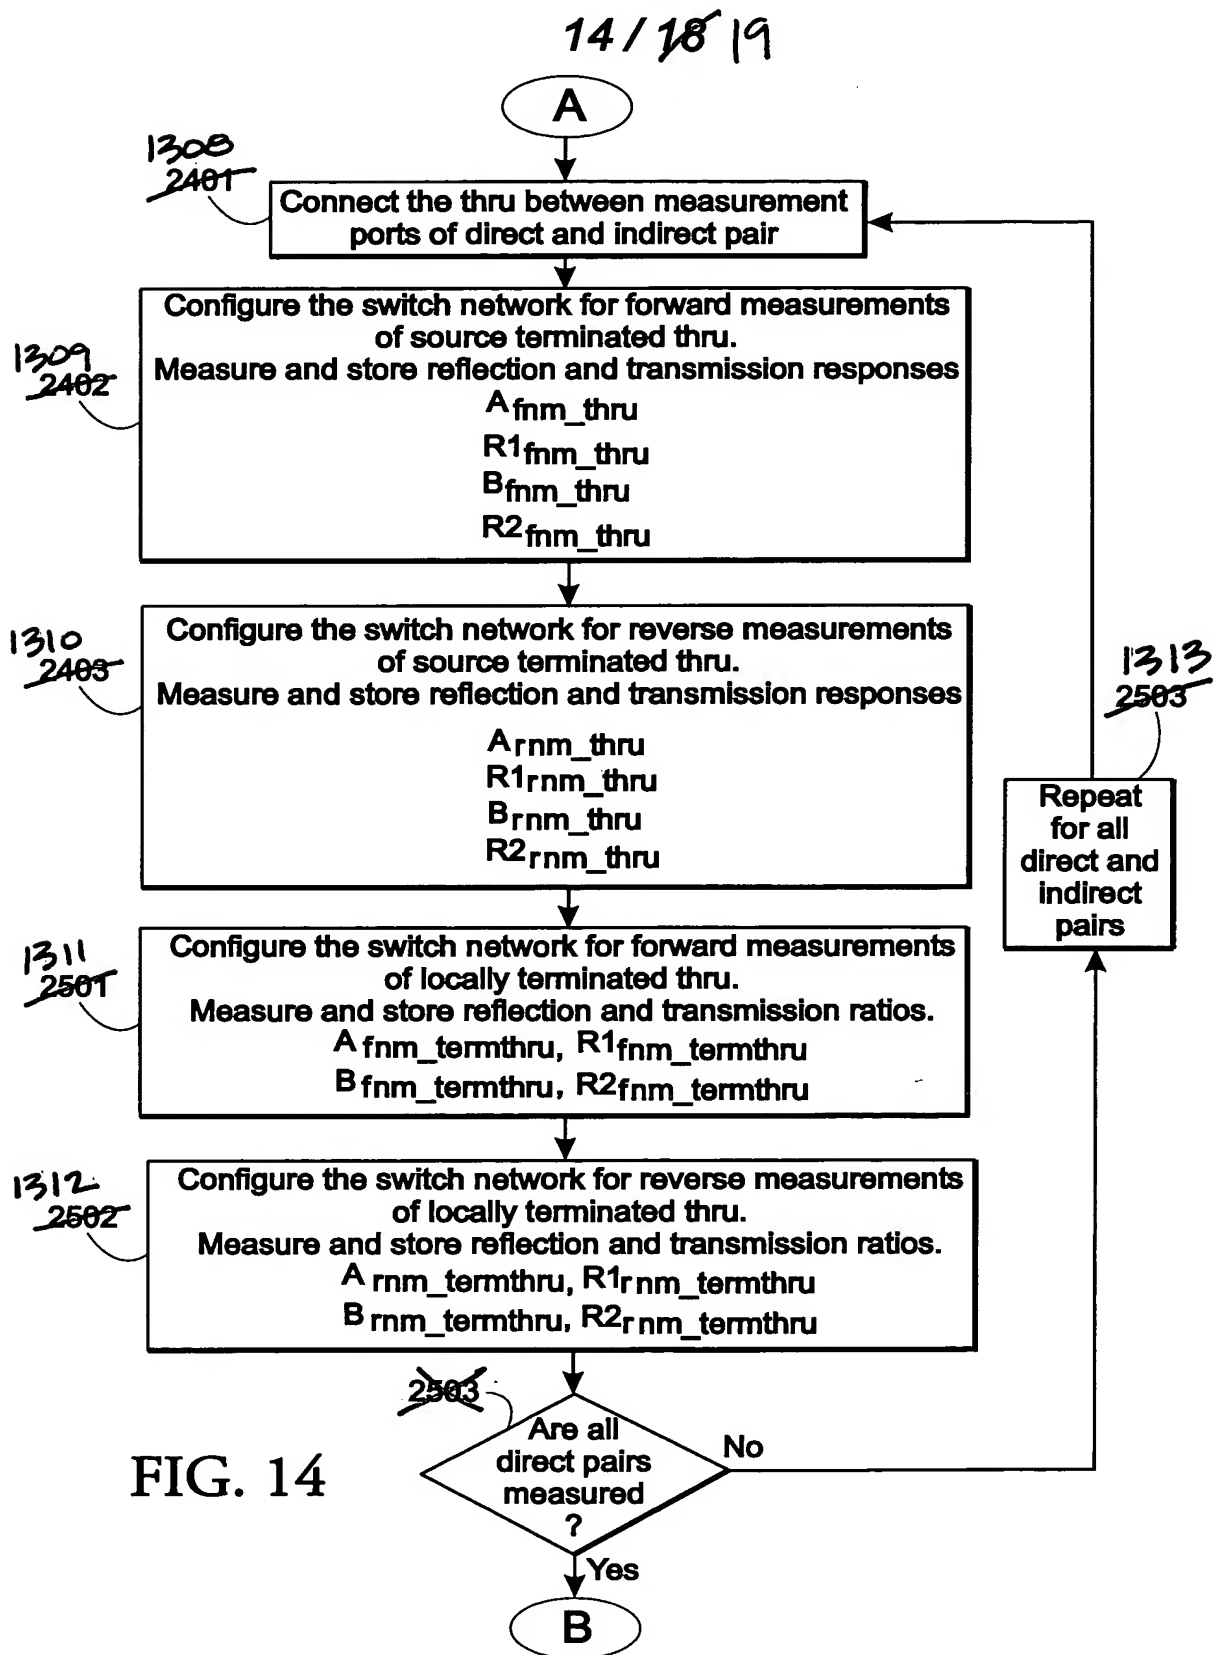 14 / 18 19
A
1308
2401
Connect the thru between measurement
ports of direct and indirect pair
1309
2402
Configure the switch network for forward measurements
of source terminated thru.
Measure and store reflection and transmission responses
Afnm_thru
R1fnm_thru
Bfnm_thru
R2fnm_thru
1310
2403
Configure the switch network for reverse measurements
of source terminated thru.
Measure and store reflection and transmission responses
Arnm_thru
R1rnm_thru
Brnm_thru
R2rnm_thru
1313
2503
Repeat
for all
direct and
indirect
pairs
1311
2501
Configure the switch network for forward measurements
of locally terminated thru.
Measure and store reflection and transmission ratios.
A fnm_termthru, R1fnm_termthru
B fnm_termthru, R2fnm_termthru
1312
2502
Configure the switch network for reverse measurements
of locally terminated thru.
Measure and store reflection and transmission ratios.
A rnm_termthru, R1rnm_termthru
B rnm_termthru, R2rnm_termthru
2503
Are all
direct pairs
measured
?
No
Yes
B
FIG. 14